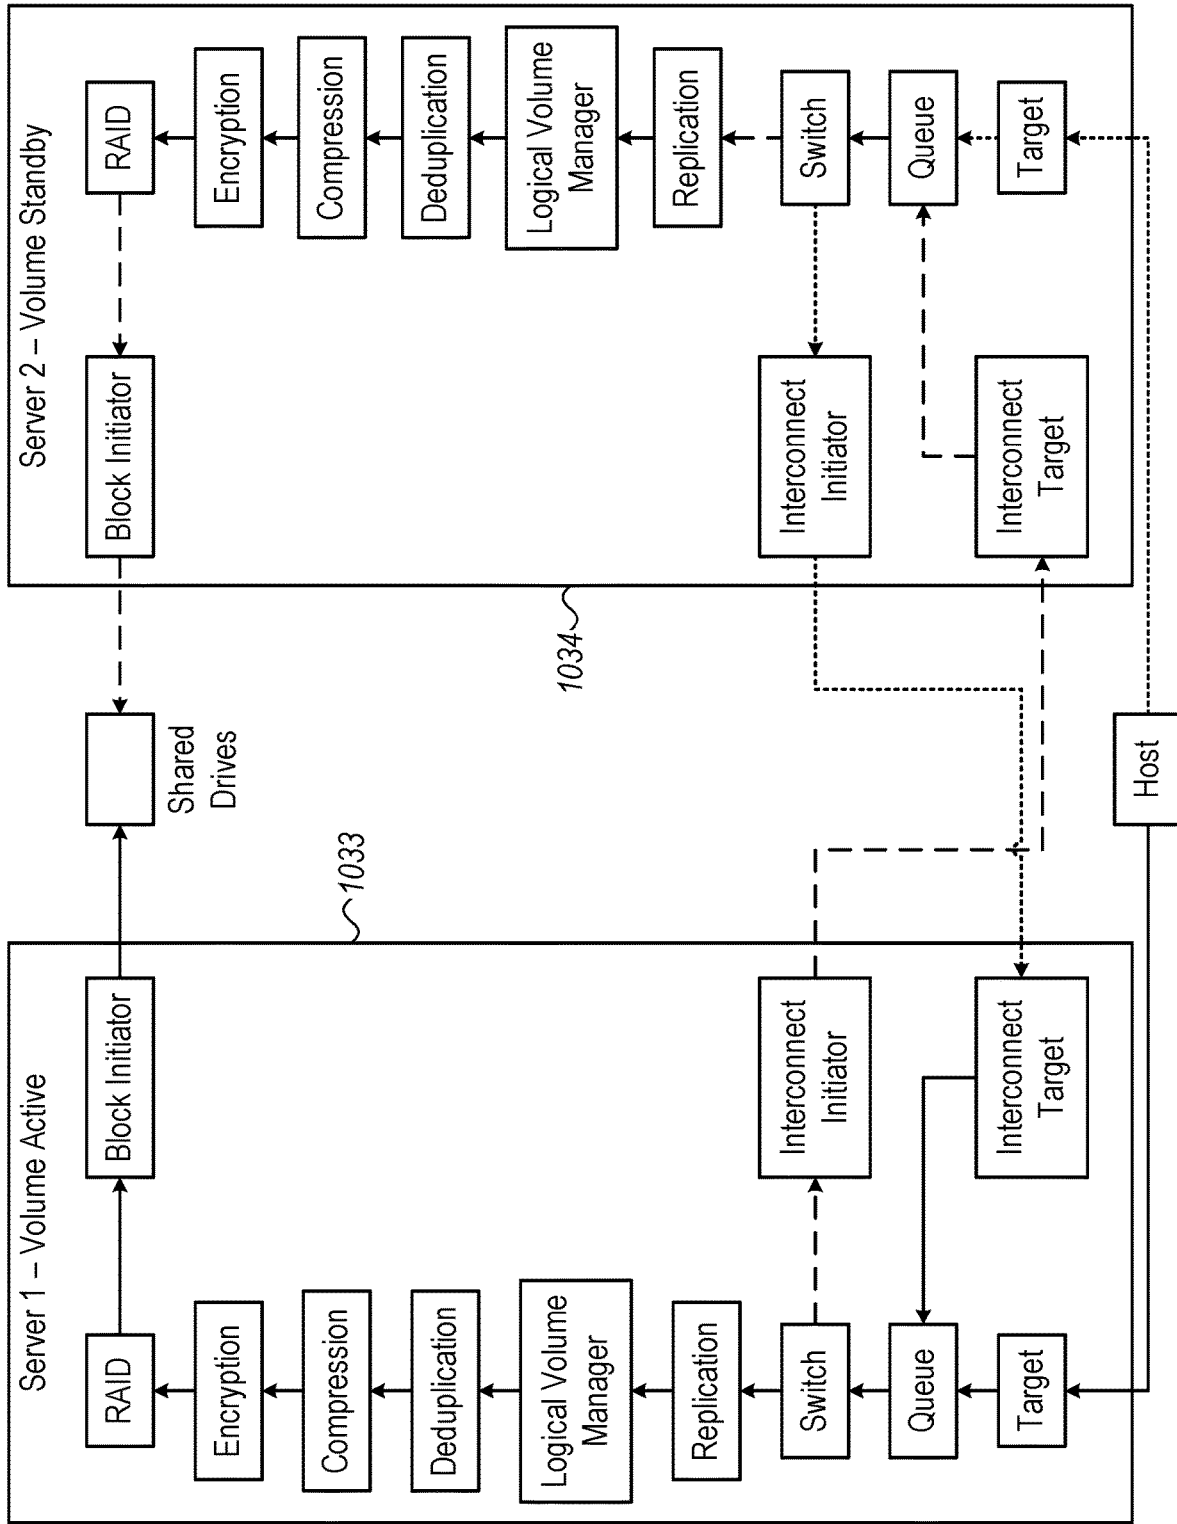 Server 1 – Volume Active
RAID
Block Initiator
Encryption
Compression
Deduplication
Logical Volume
Manager
Replication
Switch
Interconnect
Initiator
Queue
Interconnect
Target
Target
1033
Shared
Drives
Host
1034
Server 2 – Volume Standby
Block Initiator
RAID
Encryption
Compression
Deduplication
Logical Volume
Manager
Replication
Interconnect
Initiator
Switch
Queue
Interconnect
Target
Target